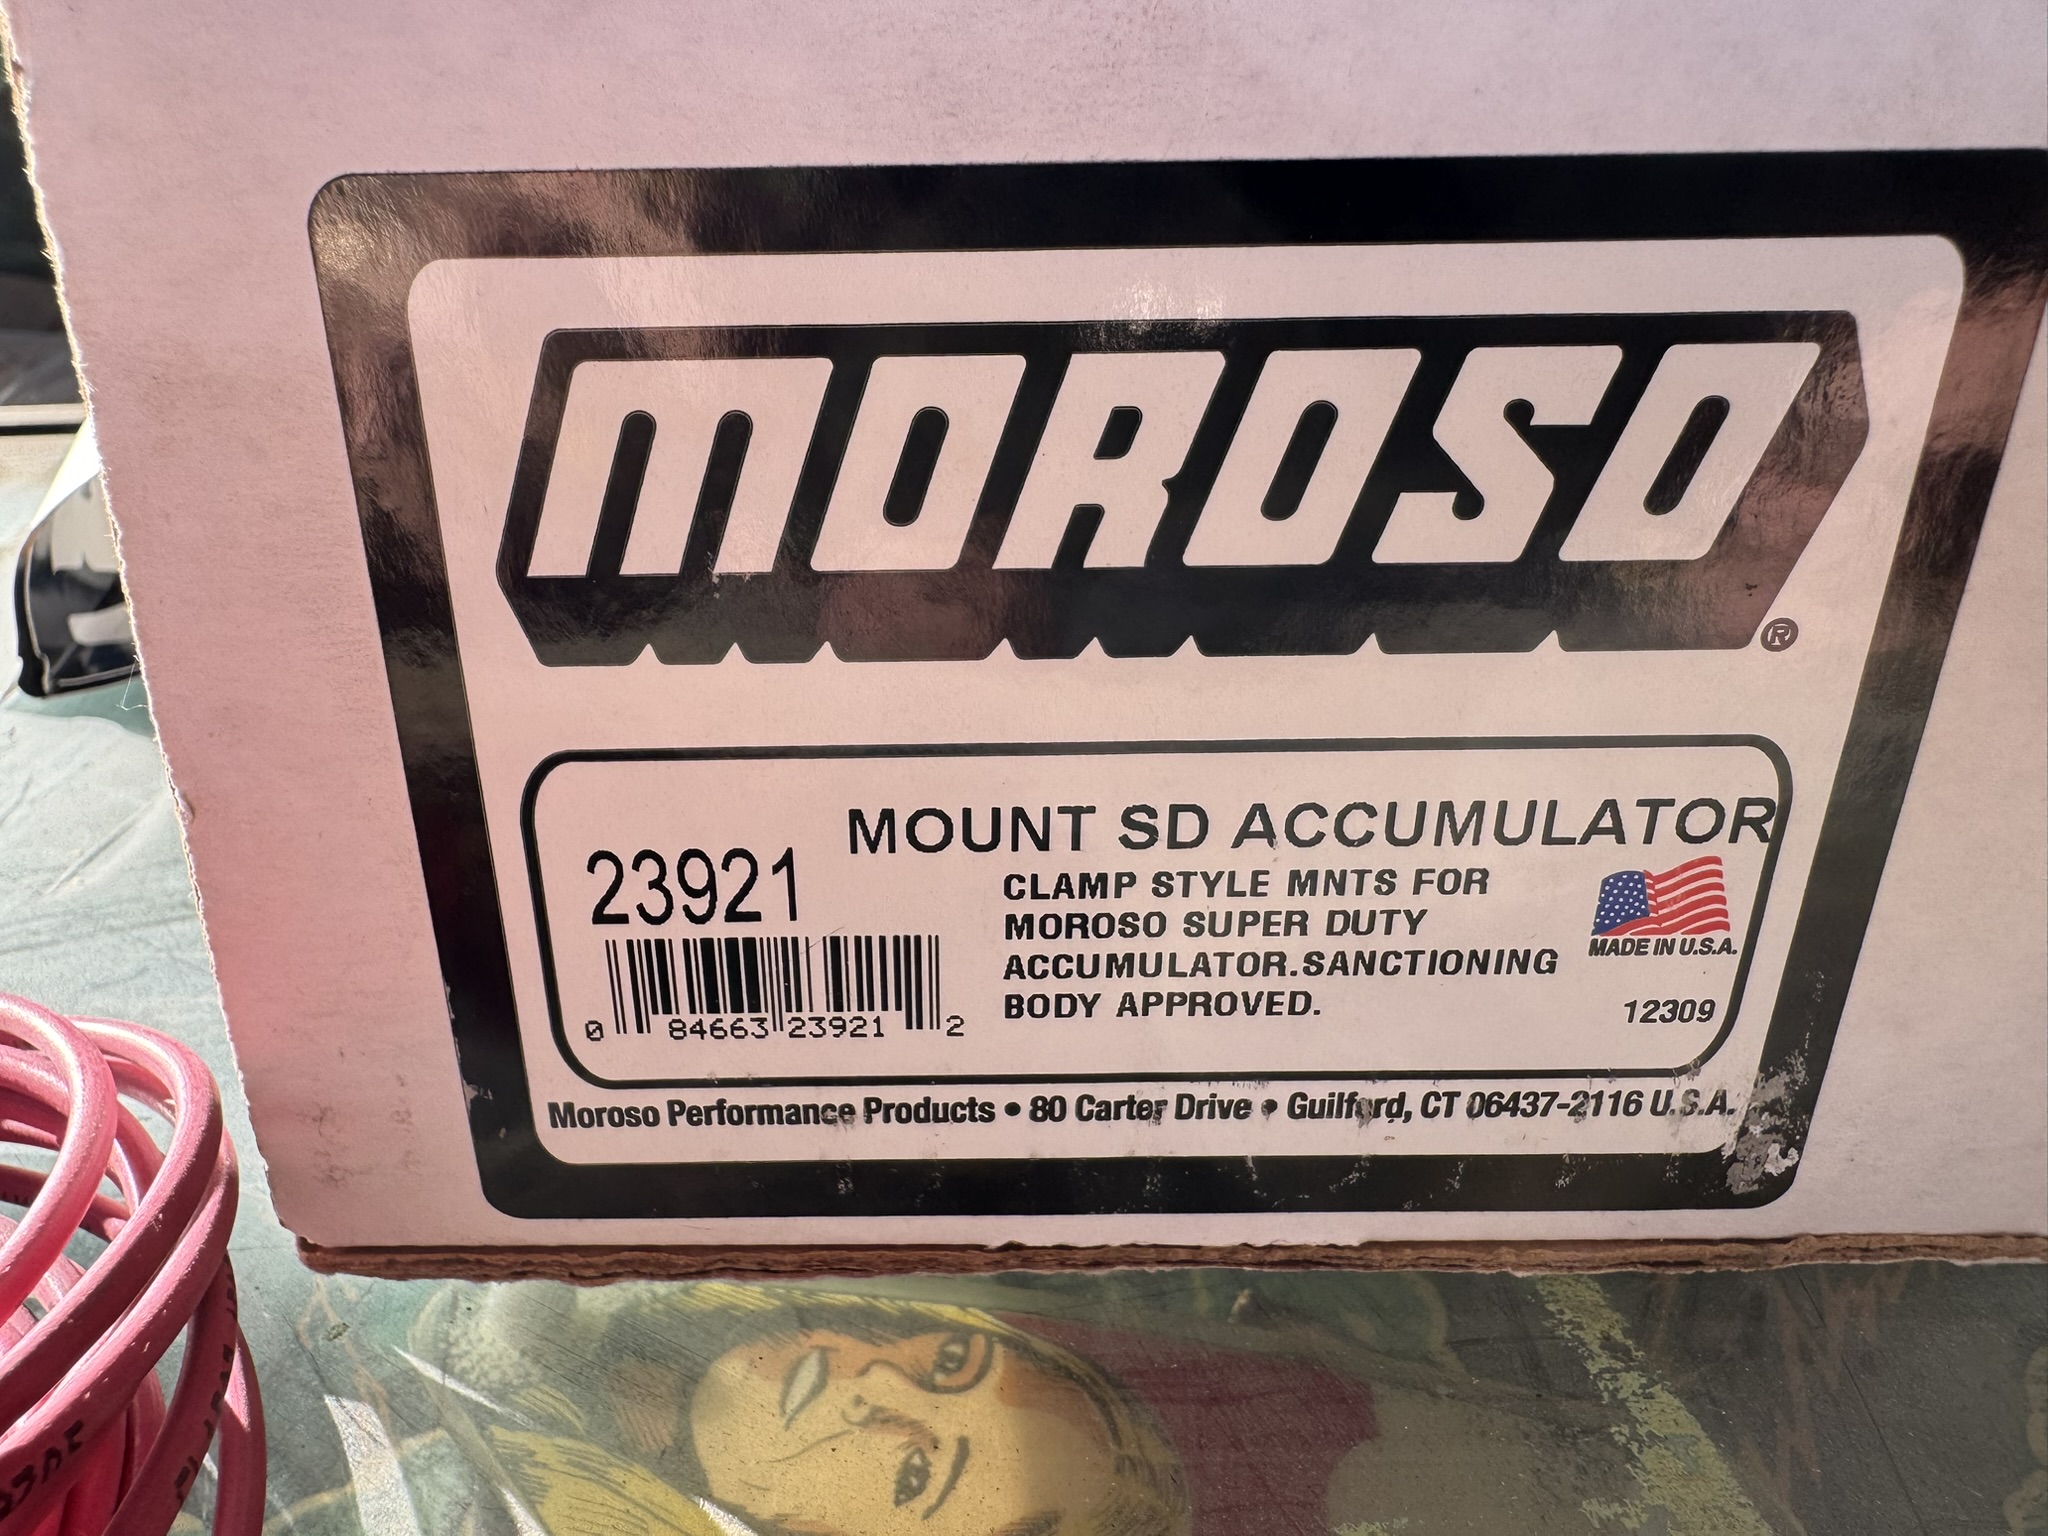 MOROSO®
MOUNT SD ACCUMULATOR
23921
CLAMP STYLE MNTS FOR
MOROSO SUPER DUTY
ACCUMULATOR.SANCTIONING
BODY APPROVED.
MADE IN U.S.A.
12309
0 84663 23921 2
Moroso Performance Products • 80 Carter Drive • Guilford, CT 06437-2116 U.S.A.